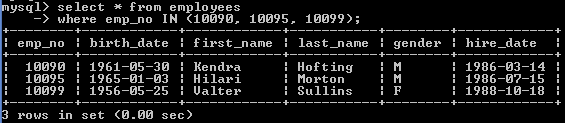 mysql> select * from employees
    -> where emp_no IN (10090, 10095, 10099);
+--------+------------+------------+-----------+--------+------------+
| emp_no | birth_date | first_name | last_name | gender | hire_date  |
+--------+------------+------------+-----------+--------+------------+
|  10090 | 1961-05-30 | Kendra     | Hofting   | M      | 1986-03-14 |
|  10095 | 1965-01-03 | Hilari     | Morton    | M      | 1986-07-15 |
|  10099 | 1956-05-25 | Valter     | Sullins   | F      | 1988-10-18 |
+--------+------------+------------+-----------+--------+------------+
3 rows in set (0.00 sec)